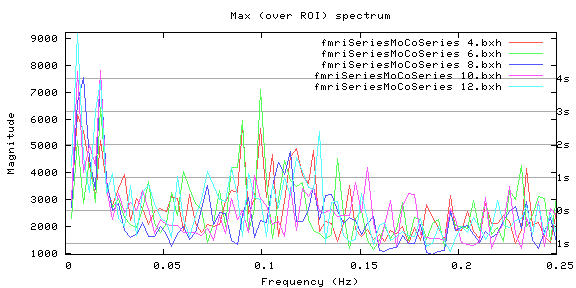 Max (over ROI) spectrum
fmriSeriesMoCoSeries 4.bxh
fmriSeriesMoCoSeries 6.bxh
fmriSeriesMoCoSeries 8.bxh
fmriSeriesMoCoSeries 10.bxh
fmriSeriesMoCoSeries 12.bxh
Magnitude
9000
8000
7000
6000
5000
4000
3000
2000
1000
4s
3s
2s
1s
0s
1s
0
0.05
0.1
0.15
0.2
0.25
Frequency (Hz)